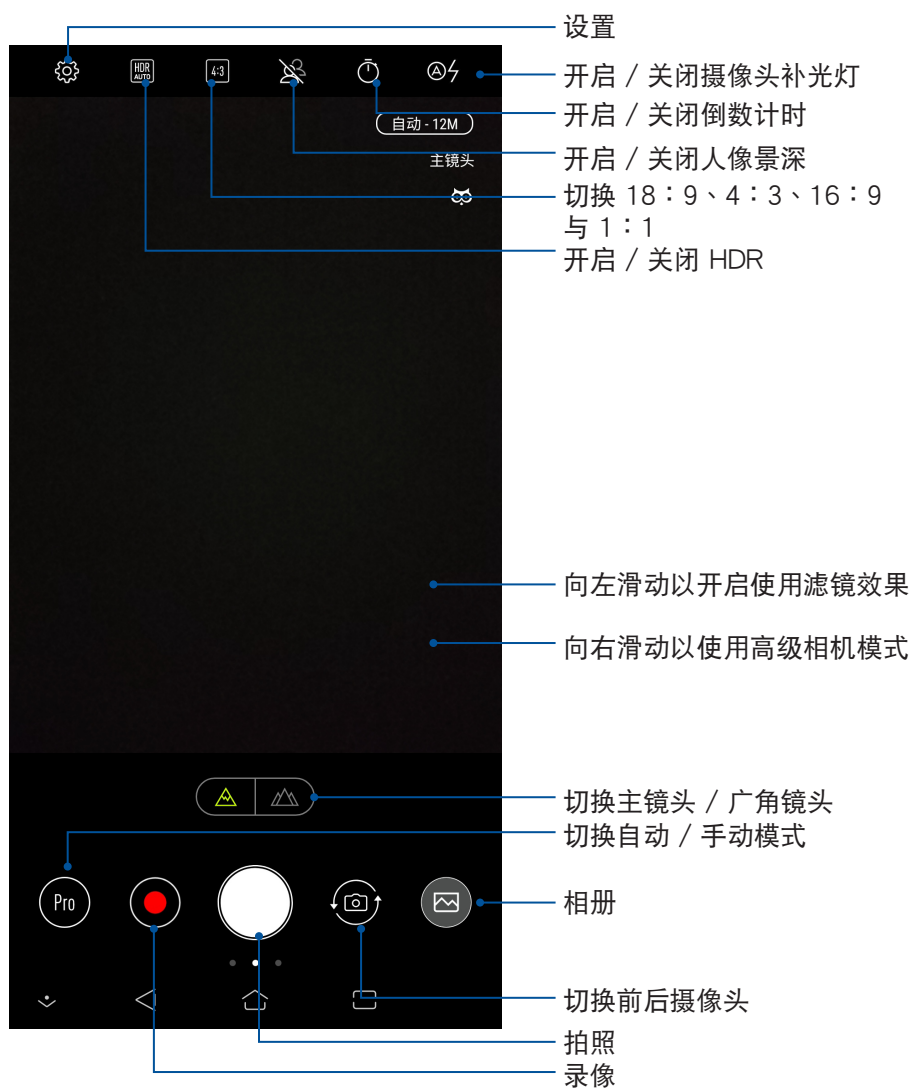 设置
HDR
AUTO
4:3
A
开启 / 关闭摄像头补光灯
自动 - 12M
开启 / 关闭倒数计时
主镜头
开启 / 关闭人像景深
切换 18：9、4：3、16：9
与 1：1
开启 / 关闭 HDR
向左滑动以开启使用滤镜效果
向右滑动以使用高级相机模式
切换主镜头 / 广角镜头
切换自动 / 手动模式
Pro
相册
切换前后摄像头
拍照
录像